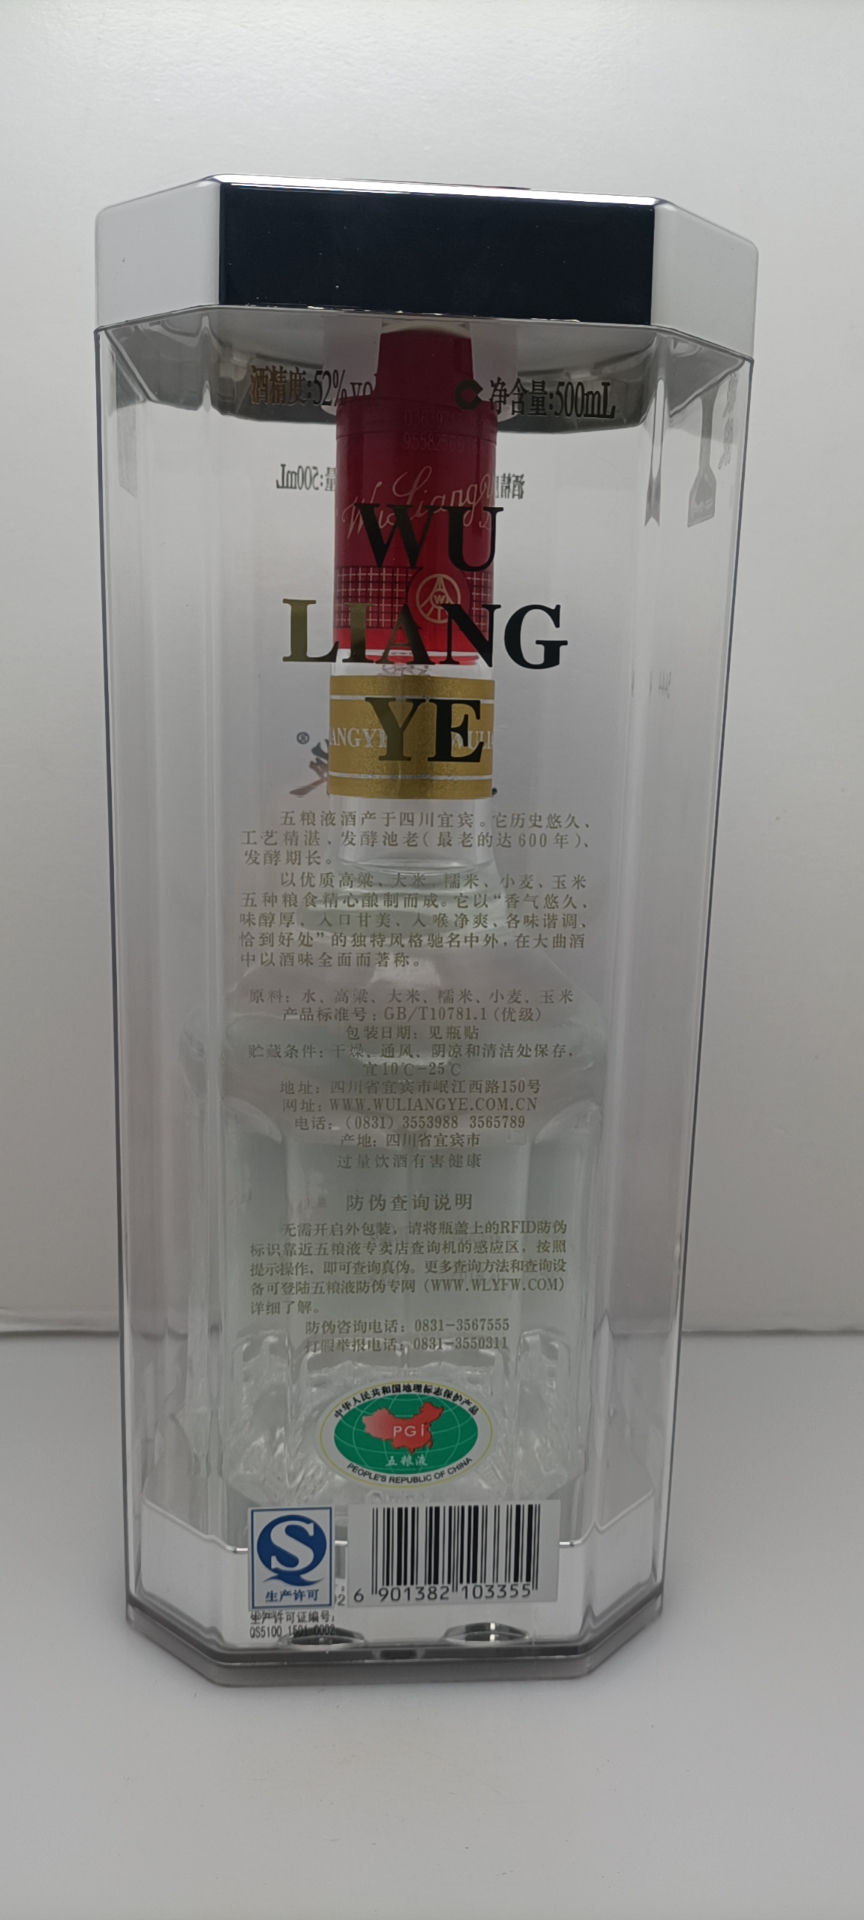 酒精度:52%vol
净含量:500mL
WU
LIANG
YE
五粮液酒产于四川宜宾。它历史悠久、
工艺精湛、发酵池老(最老的达600年)、
发酵期长。
以优质高粱、大米、糯米、小麦、玉米
五种粮食精心酿制而成。它以“香气悠久、
味醇厚、入口甘美、入喉净爽、各味谐调、
恰到好处”的独特风格驰名中外,在大曲酒
中以酒味全面而著称。
原料:水、高粱、大米、糯米、小麦、玉米
产品标准号:GB/T10781.1(优级)
包装日期:见瓶贴
贮藏条件:干燥、通风、阴凉和清洁处保存,
宜10℃-25℃
地址:四川省宜宾市岷江西路150号
网址:WWW.WULIANGYE.COM.CN
电话:(0831)3553988 3565789
产地:四川省宜宾市
过量饮酒有害健康
防伪查询说明
无需开启外包装,请将瓶盖上的RFID防伪
标识靠近五粮液专卖店查询机的感应区,按照
提示操作,即可查询真伪。更多查询方法和查询设
备可登陆五粮液防伪专网(WWW.WLYFW.COM)
详细了解。
防伪咨询电话:0831-3567555
打假举报电话:0831-3550311
中华人民共和国地理标志保护产品
PGI
五粮液
PEOPLE'S REPUBLIC OF CHINA
生产许可
6 901382 103355
生产许可证编号:
QS5100 1501 0002